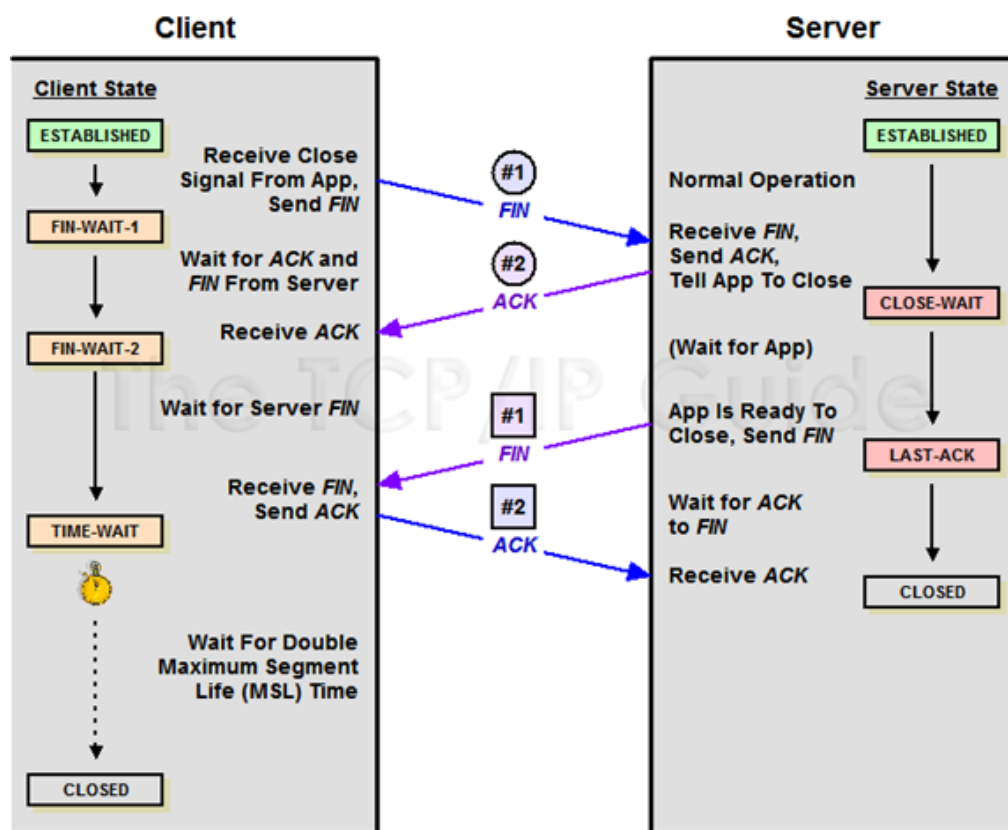 Client
Server
Client State
ESTABLISHED
Receive Close
Signal From App,
Send FIN
FIN-WAIT-1
Wait for ACK and
FIN From Server
Receive ACK
FIN-WAIT-2
Wait for Server FIN
Receive FIN,
Send ACK
TIME-WAIT
Wait For Double
Maximum Segment
Life (MSL) Time
CLOSED
#1
FIN
#2
ACK
#1
FIN
#2
ACK
Server State
ESTABLISHED
Normal Operation
Receive FIN,
Send ACK,
Tell App To Close
CLOSE-WAIT
(Wait for App)
App Is Ready To
Close, Send FIN
LAST-ACK
Wait for ACK
to FIN
Receive ACK
CLOSED
The TCP/IP Guide